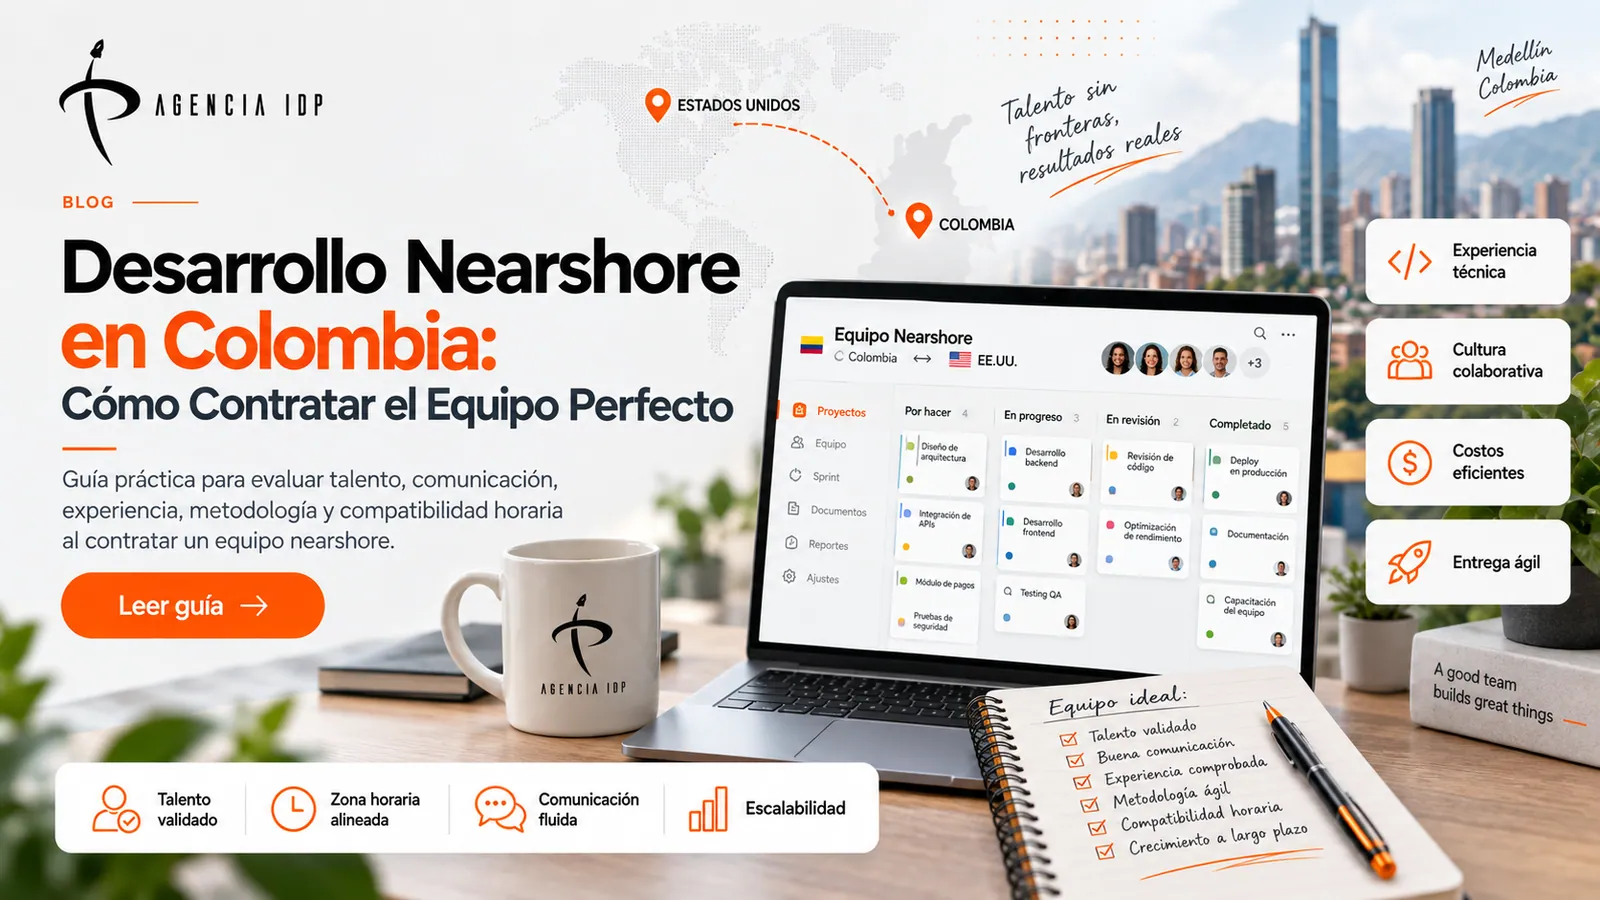 AGENCIA IDP
BLOG
Desarrollo Nearshore
en Colombia:
Cómo Contratar el Equipo Perfecto
Guía práctica para evaluar talento, comunicación,
experiencia, metodología y compatibilidad horaria
al contratar un equipo nearshore.
Leer guía →
ESTADOS UNIDOS
COLOMBIA
Talento sin
fronteras,
resultados reales
Medellín
Colombia
Experiencia
técnica
Cultura
colaborativa
Costos
eficientes
Entrega ágil
Equipo Nearshore
Colombia ↔ EE.UU.
+3
Proyectos
Equipo
Sprint
Documentos
Reportes
Ajustes
Por hacer 4
Diseño de
arquitectura
Integración de
APIs
Módulo de pagos
Pruebas de
seguridad
En progreso 3
Desarrollo
backend
Desarrollo
frontend
Testing QA
En revisión 2
Revisión de
código
Optimización
de rendimiento
Completado 5
Deploy
en producción
Documentación
Capacitación
del equipo
AGENCIA IDP
A good team
builds great things
Equipo ideal:
Talento validado
Buena comunicación
Experiencia comprobada
Metodología ágil
Compatibilidad horaria
Crecimiento a largo plazo
Talento
validado
Zona horaria
alineada
Comunicación
fluida
Escalabilidad